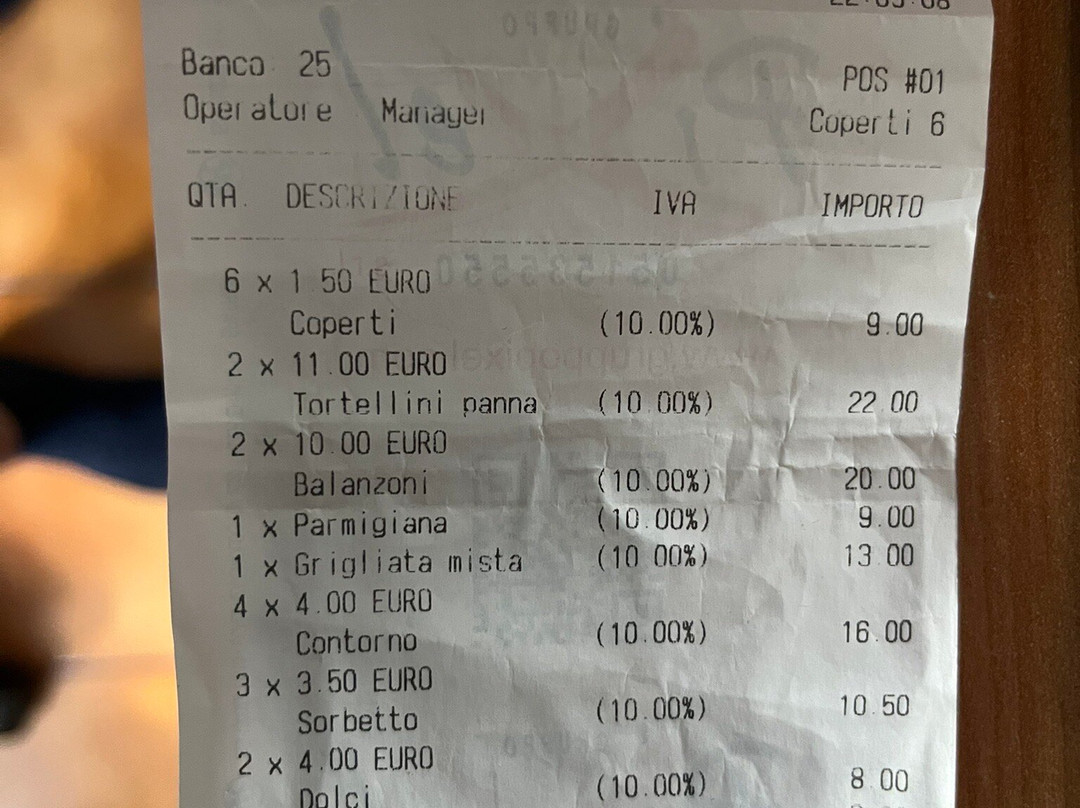 Banco 25 POS #01
Operatore Manager Coperti 6
QTA. DESCRIZIONE IVA IMPORTO
6 x 1.50 EURO
Coperti (10.00%) 9.00
2 x 11.00 EURO
Tortellini panna (10.00%) 22.00
2 x 10.00 EURO
Balanzoni (10.00%) 20.00
1 x Parmigiana (10.00%) 9.00
1 x Grigliata mista (10.00%) 13.00
4 x 4.00 EURO
Contorno (10.00%) 16.00
3 x 3.50 EURO
Sorbetto (10.00%) 10.50
2 x 4.00 EURO
Dolci (10.00%) 8.00